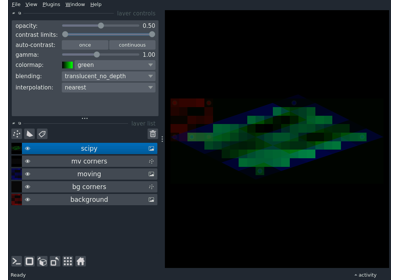 File View Plugins Window Help
layer controls
opacity: 0.50
contrast limits:
auto-contrast: once continuous
gamma: 1.00
colormap: green
blending: translucent_no_depth
interpolation: nearest
layer list
scipy
mv corners
moving
bg corners
background
Ready activity